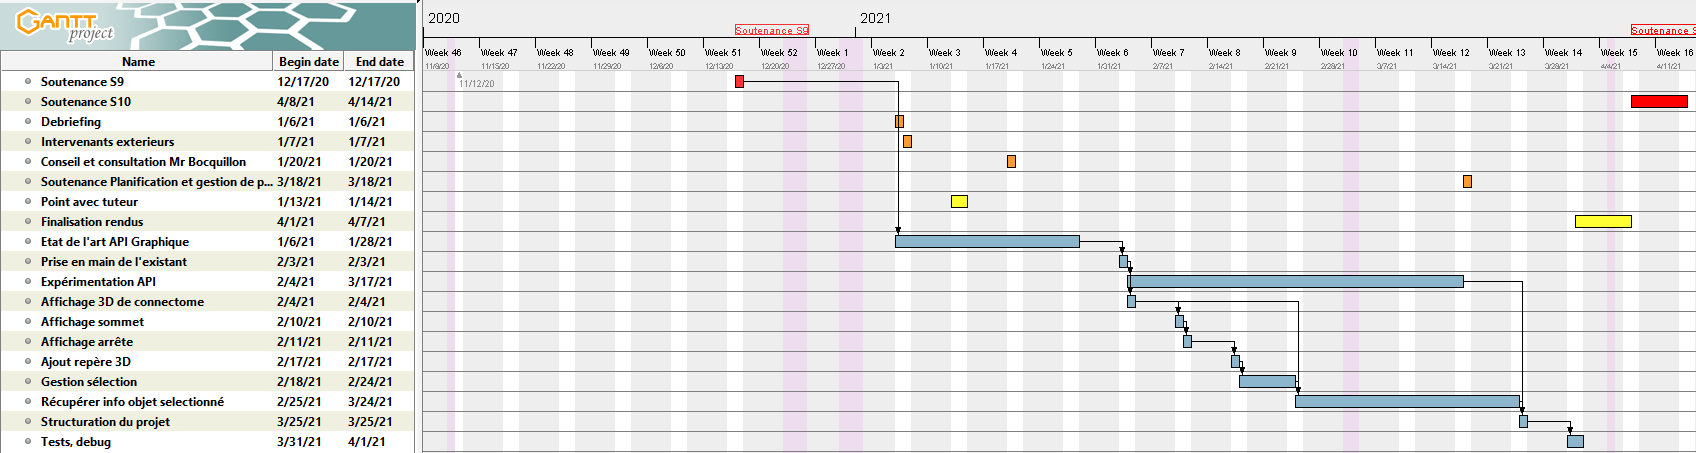 GANTT
project
2020
2021
Soutenance S9
Soutenance S
Week 46 Week 47 Week 48 Week 49 Week 50 Week 51 Week 52 Week 1 Week 2 Week 3 Week 4 Week 5 Week 6 Week 7 Week 8 Week 9 Week 10 Week 11 Week 12 Week 13 Week 14 Week 15 Week 16
11/8/20 11/15/20 11/22/20 11/29/20 12/6/20 12/13/20 12/20/20 12/27/20 1/3/21 1/10/21 1/17/21 1/24/21 1/31/21 2/7/21 2/14/21 2/21/21 2/28/21 3/7/21 3/14/21 3/21/21 3/28/21 4/4/21 4/11/21
11/12/20
Name Begin date End date
Soutenance S9 12/17/20 12/17/20
Soutenance S10 4/8/21 4/14/21
Debriefing 1/6/21 1/6/21
Intervenants exterieurs 1/7/21 1/7/21
Conseil et consultation Mr Bocquillon 1/20/21 1/20/21
Soutenance Planification et gestion de p... 3/18/21 3/18/21
Point avec tuteur 1/13/21 1/14/21
Finalisation rendus 4/1/21 4/7/21
Etat de l'art API Graphique 1/6/21 1/28/21
Prise en main de l'existant 2/3/21 2/3/21
Expérimentation API 2/4/21 3/17/21
Affichage 3D de connectome 2/4/21 2/4/21
Affichage sommet 2/10/21 2/10/21
Affichage arrête 2/11/21 2/11/21
Ajout repère 3D 2/17/21 2/17/21
Gestion sélection 2/18/21 2/24/21
Récupérer info objet selectionné 2/25/21 3/24/21
Structuration du projet 3/25/21 3/25/21
Tests, debug 3/31/21 4/1/21